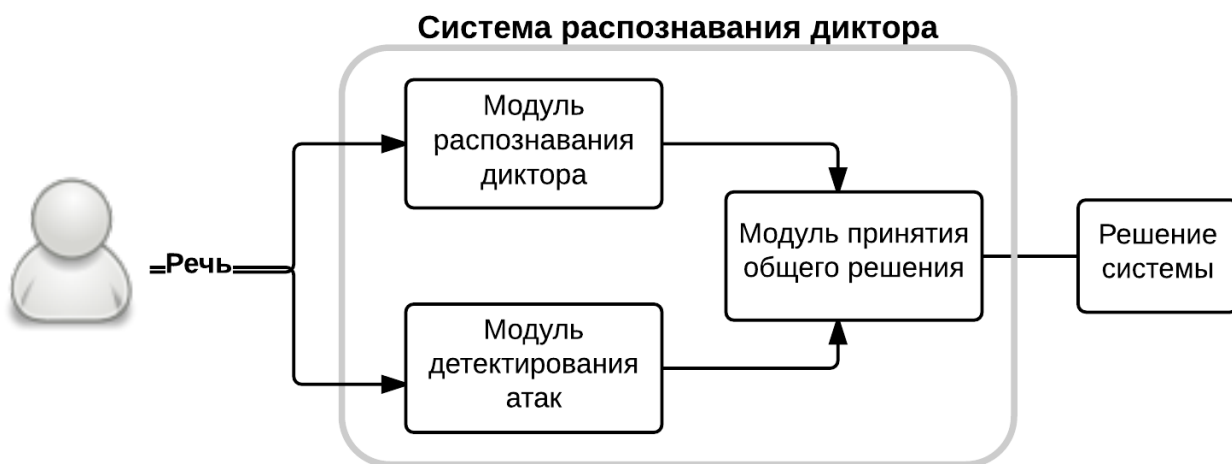 Система распознавания диктора
Модуль
распознавания
диктора
Речь
Модуль принятия
общего решения
Решение
системы
Модуль
детектирования
атак